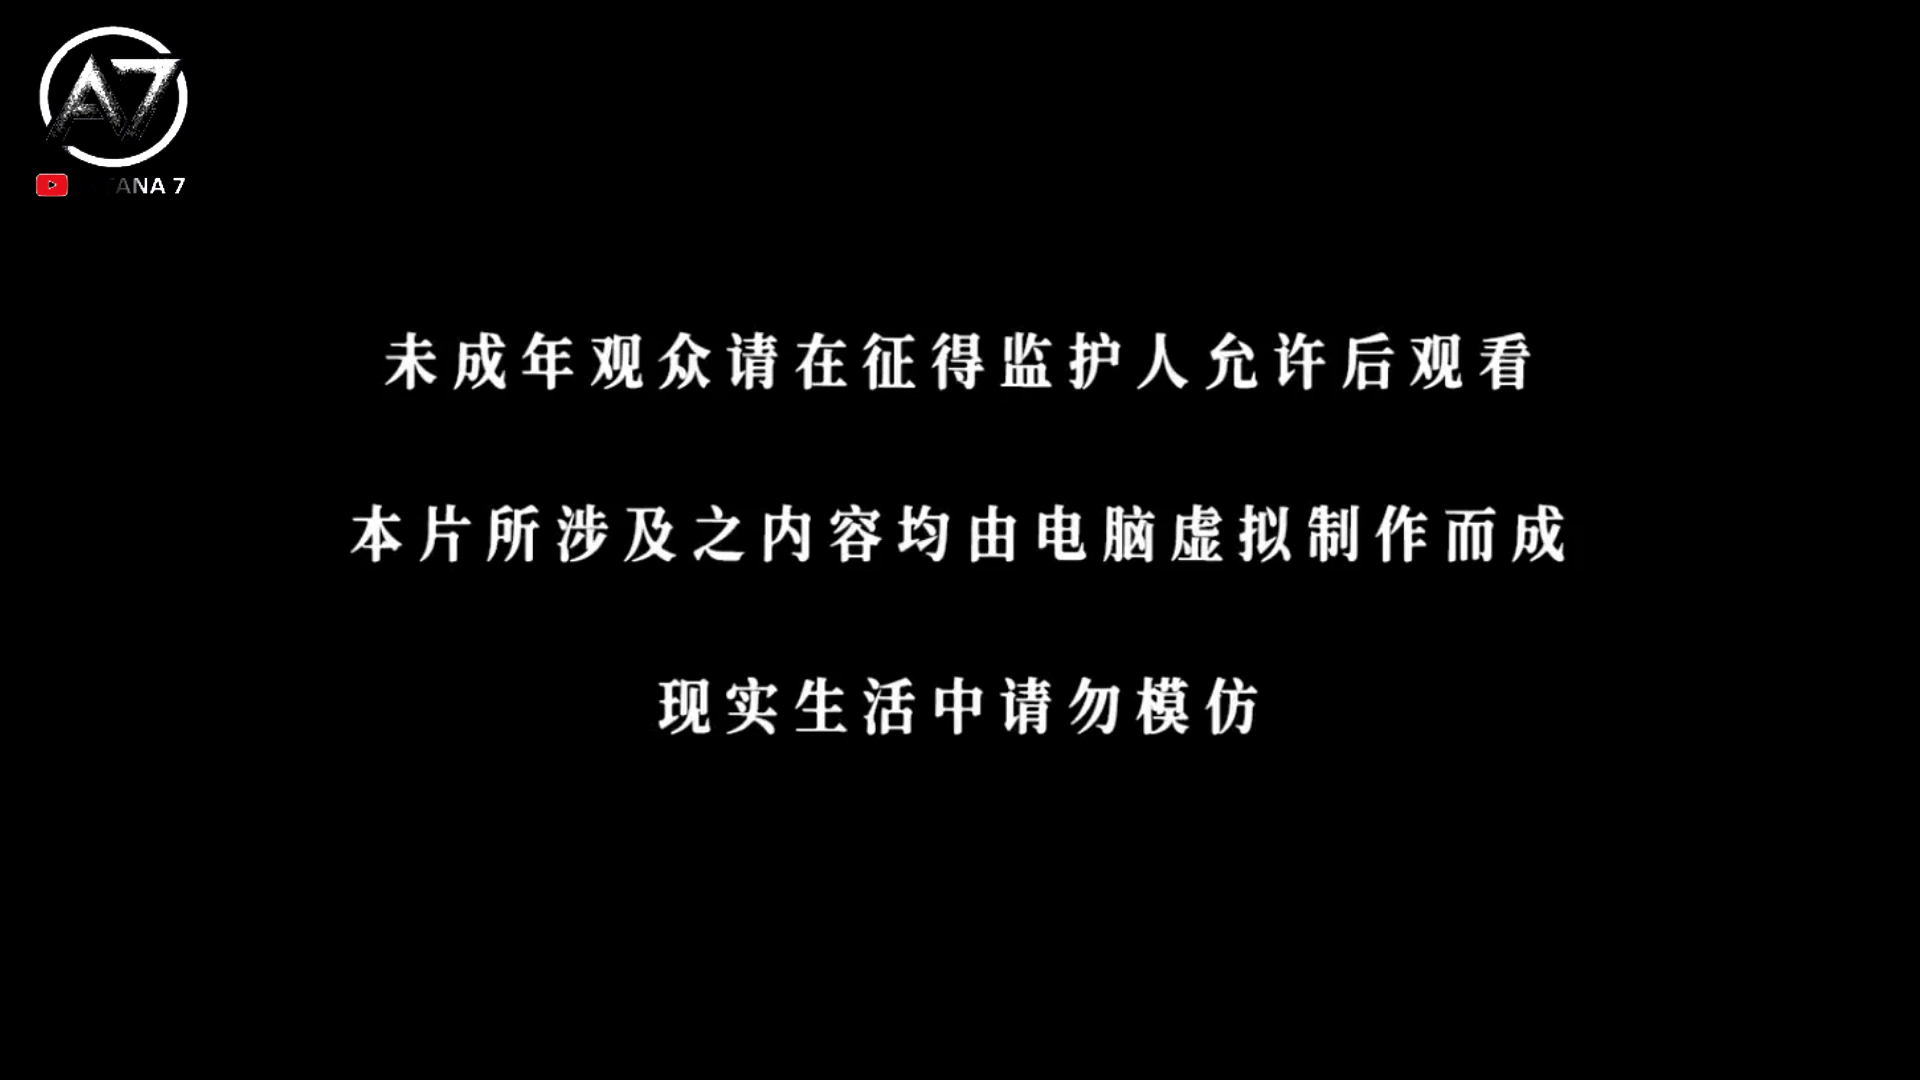 A7
ANA 7
未成年观众请在征得监护人允许后观看
本片所涉及之内容均由电脑虚拟制作而成
现实生活中请勿模仿